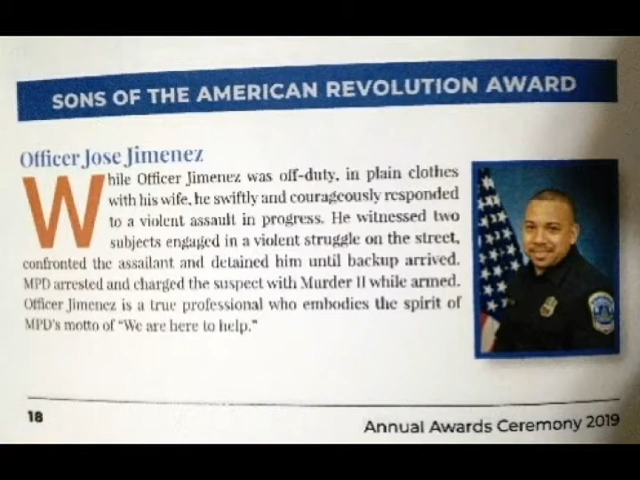 SONS OF THE AMERICAN REVOLUTION AWARD
Officer Jose Jimenez
While Officer Jimenez was off-duty, in plain clothes
with his wife, he swiftly and courageously responded
to a violent assault in progress. He witnessed two
subjects engaged in a violent struggle on the street,
confronted the assailant and detained him until backup arrived.
MPD arrested and charged the suspect with Murder II while armed.
Officer Jimenez is a true professional who embodies the spirit of
MPD's motto of "We are here to help."
18
Annual Awards Ceremony 2019